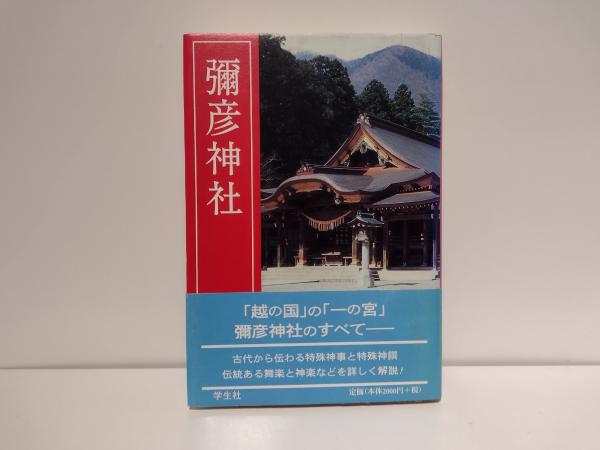 彌彦神社
「越の国」の「一の宮」
彌彦神社のすべて――
古代から伝わる特殊神事と特殊神饌
伝統ある舞楽と神楽などを詳しく解説!
学生社
定価(本体2000円+税)